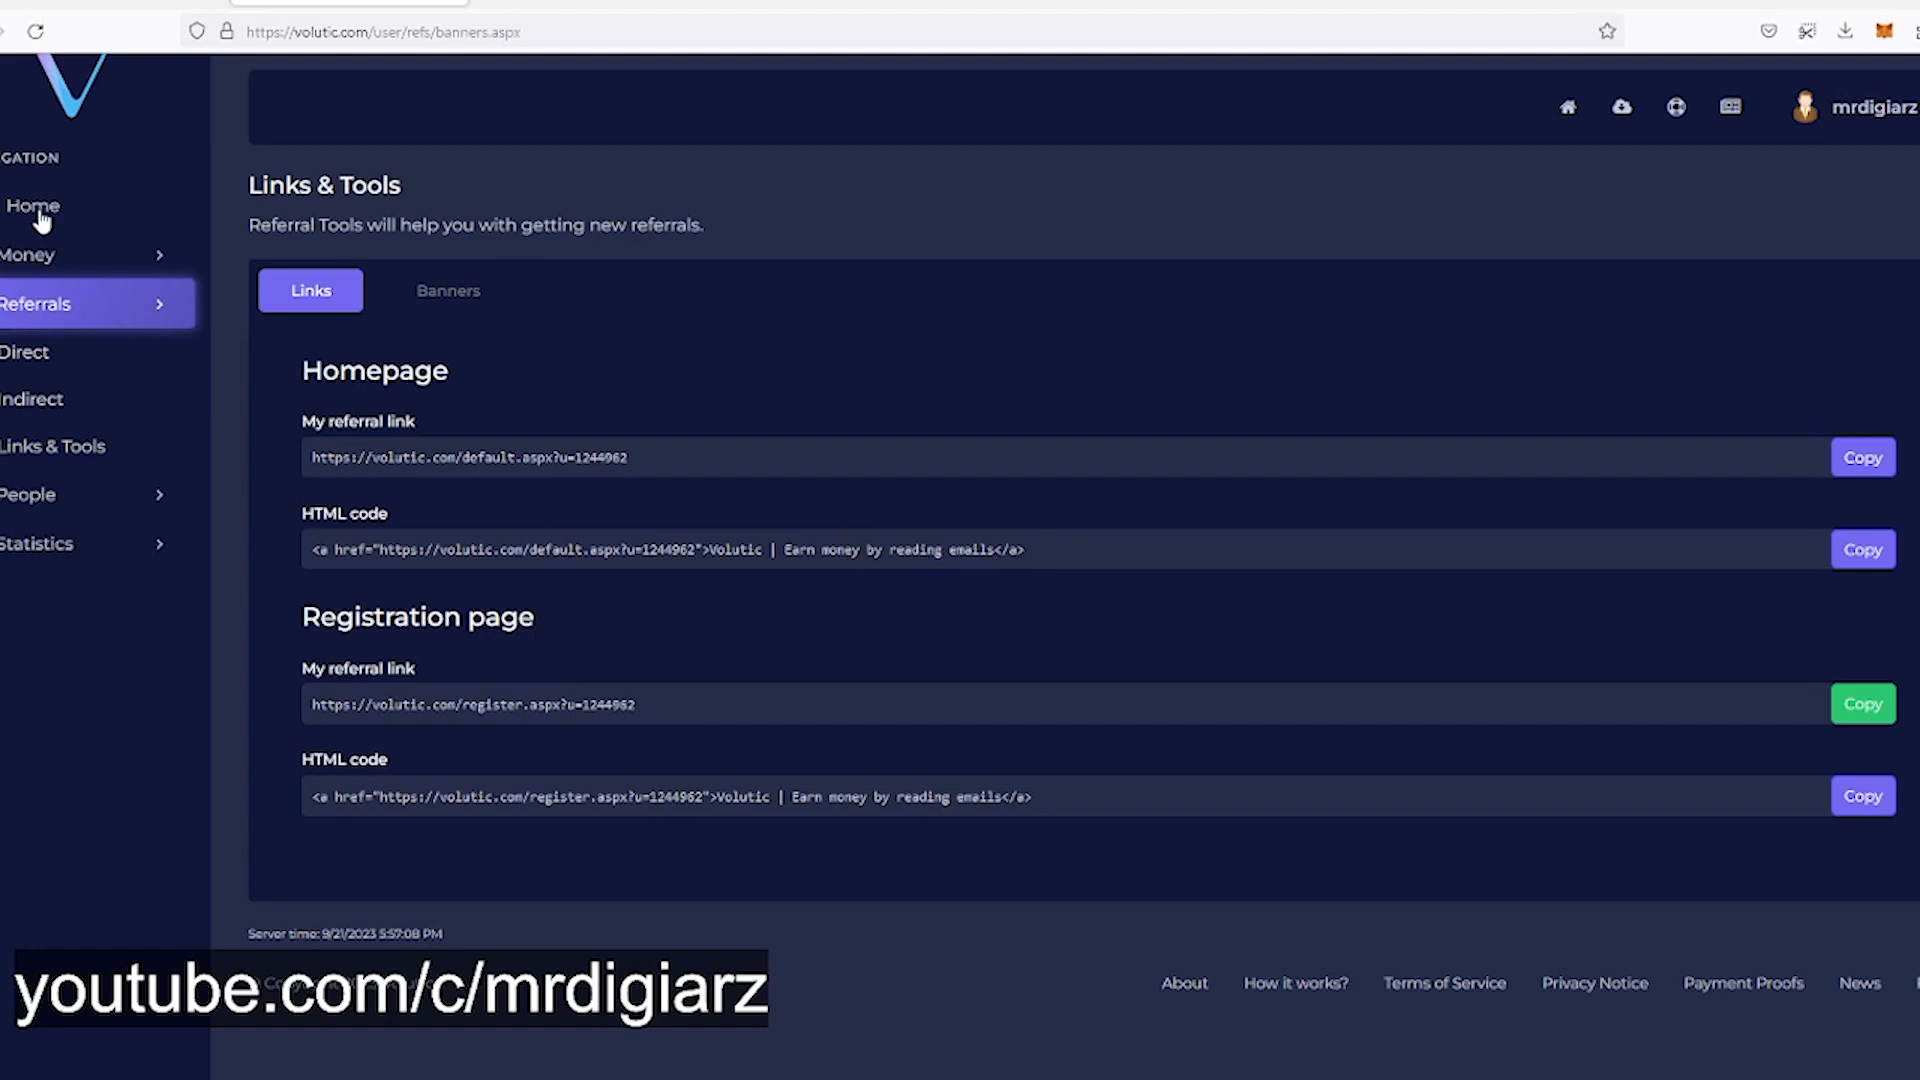 https://volutic.com/user/refs/banners.aspx
mrdigiarz
GATION
Home
Money
Referrals
Direct
Indirect
Links & Tools
People
Statistics
Links & Tools
Referral Tools will help you with getting new referrals.
Links
Banners
Homepage
My referral link
https://volutic.com/default.aspx?u=1244962
Copy
HTML code
<a href="https://volutic.com/default.aspx?u=1244962">Volutic | Earn money by reading emails</a>
Copy
Registration page
My referral link
https://volutic.com/register.aspx?u=1244962
Copy
HTML code
<a href="https://volutic.com/register.aspx?u=1244962">Volutic | Earn money by reading emails</a>
Copy
Server time: 9/21/2023 5:57:08 PM
youtube.com/c/mrdigiarz
About
How it works?
Terms of Service
Privacy Notice
Payment Proofs
News